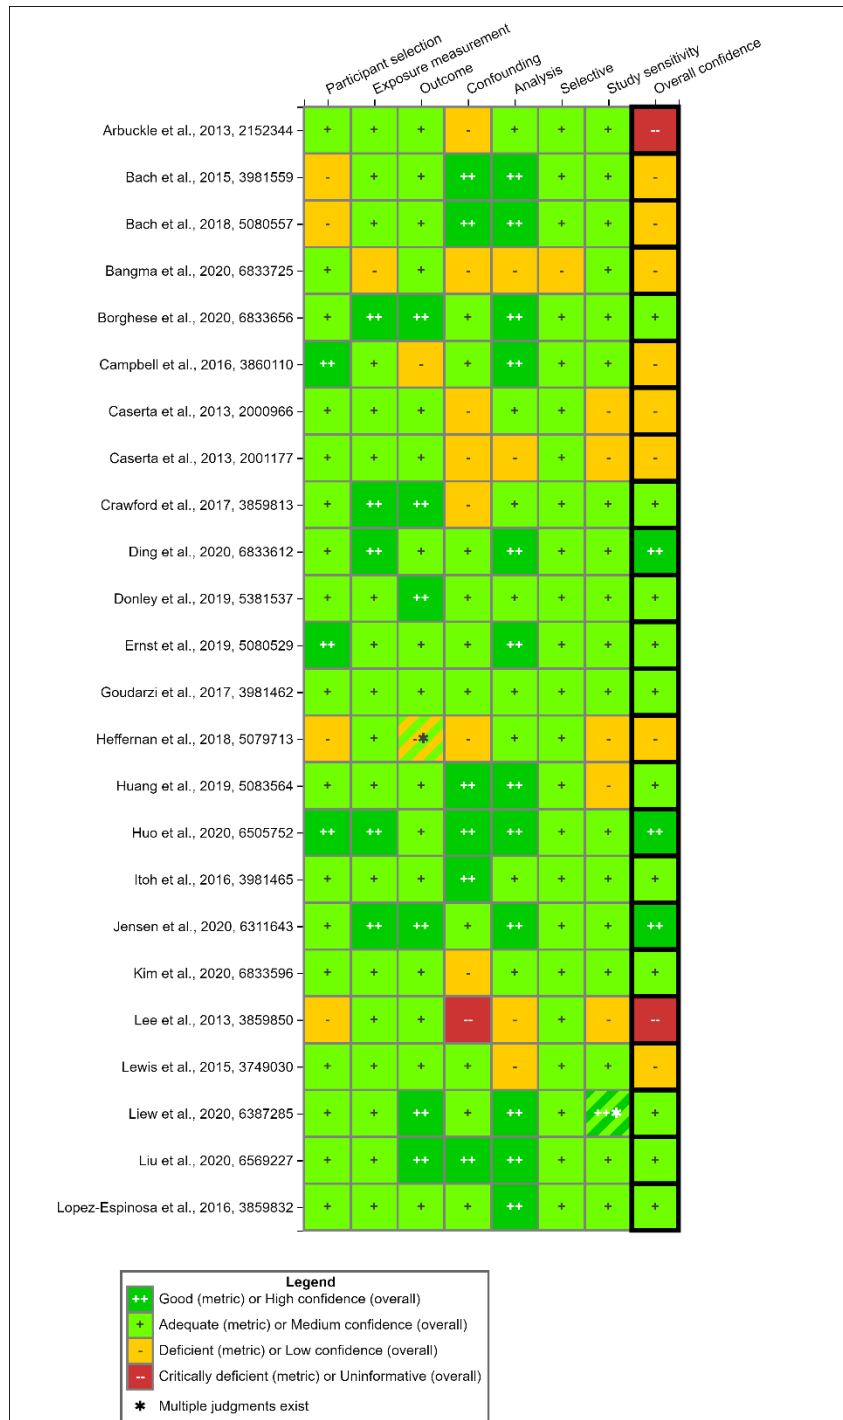 Participant selection
Exposure measurement
Outcome
Confounding
Analysis
Selective
Study sensitivity
Overall confidence
Arbuckle et al., 2013, 2152344 + + + - + + + --
Bach et al., 2015, 3981559 - + + ++ ++ + + -
Bach et al., 2018, 5080557 - + + ++ ++ + + -
Bangma et al., 2020, 6833725 + - + - - - + -
Borghese et al., 2020, 6833656 + ++ ++ + ++ + + +
Campbell et al., 2016, 3860110 ++ + - + ++ + + -
Caserta et al., 2013, 2000966 + + + - + + - -
Caserta et al., 2013, 2001177 + + + - - + - -
Crawford et al., 2017, 3859813 + ++ ++ - + + + +
Ding et al., 2020, 6833612 + ++ + + ++ + + ++
Donley et al., 2019, 5381537 + + ++ + + + + +
Ernst et al., 2019, 5080529 ++ + + + ++ + + +
Goudarzi et al., 2017, 3981462 + + + + + + + +
Heffernan et al., 2018, 5079713 - + -✱ - + + - -
Huang et al., 2019, 5083564 + + + ++ ++ + - +
Huo et al., 2020, 6505752 ++ ++ + ++ ++ + + ++
Itoh et al., 2016, 3981465 + + + ++ + + + +
Jensen et al., 2020, 6311643 + ++ ++ + ++ + + ++
Kim et al., 2020, 6833596 + + + - + + + +
Lee et al., 2013, 3859850 - + + -- - + - --
Lewis et al., 2015, 3749030 + + + + - + + -
Liew et al., 2020, 6387285 + + ++ + ++ + ++✱ +
Liu et al., 2020, 6569227 + + ++ ++ ++ + + +
Lopez-Espinosa et al., 2016, 3859832 + + + + ++ + + +
Legend
++ Good (metric) or High confidence (overall)
+ Adequate (metric) or Medium confidence (overall)
- Deficient (metric) or Low confidence (overall)
-- Critically deficient (metric) or Uninformative (overall)
✱ Multiple judgments exist